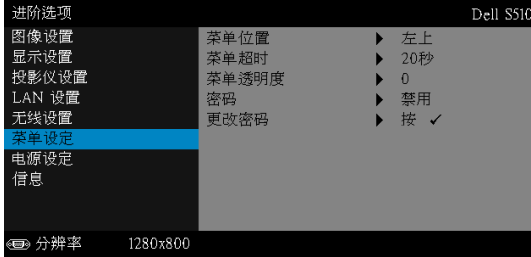 进阶选项 Dell S510
图像设置
显示设置
投影仪设置
LAN 设置
无线设置
菜单设定
电源设定
信息
菜单位置 左上
菜单超时 20秒
菜单透明度 0
密码 禁用
更改密码 按 ✓
分辨率 1280x800